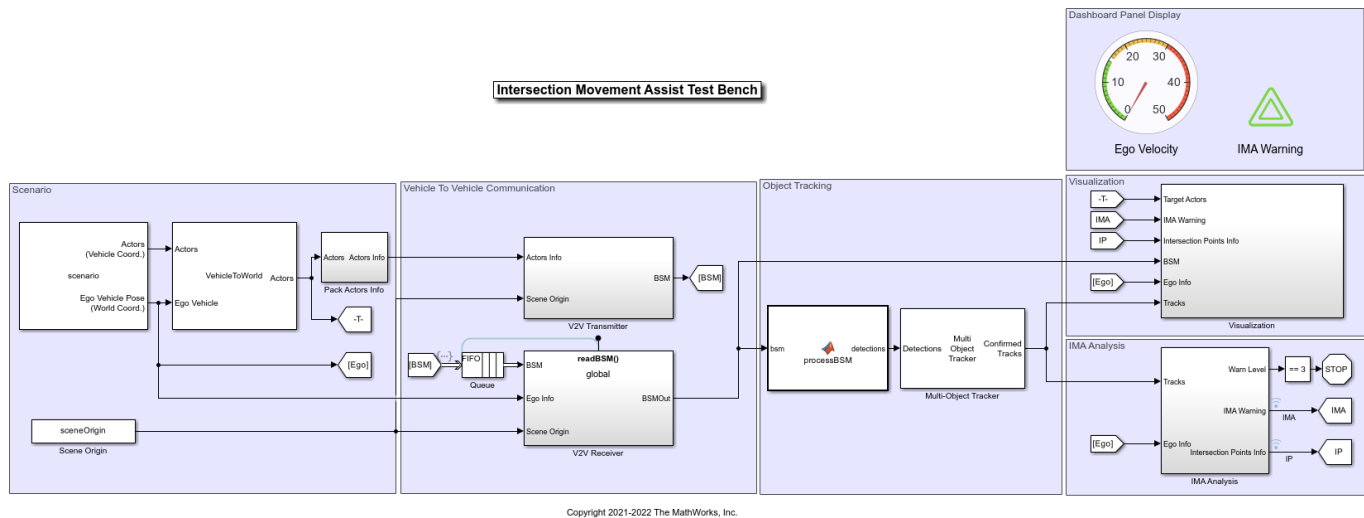 Dashboard Panel Display
20 30
10
0 50
Ego Velocity
IMA Warning
Intersection Movement Assist Test Bench
Scenario
Actors
(Vehicle Coord.)
scenario
Ego Vehicle Pose
(World Coord.)
Actors
VehicleToWorld
Actors
Ego Vehicle
Actors Actors Info
Pack Actors Info
-T-
[Ego]
sceneOrigin
Scene Origin
Vehicle To Vehicle Communication
Actors Info
BSM
Scene Origin
V2V Transmitter
[BSM]
[BSM]
{...}
FIFO
Queue
readBSM()
global
BSM
Ego Info
BSMOut
Scene Origin
V2V Receiver
Object Tracking
bsm
detections
processBSM
Detections
Multi
Object
Tracker
Confirmed
Tracks
Multi-Object Tracker
Visualization
-T-
IMA
IP
[Ego]
Target Actors
IMA Warning
Intersection Points Info
BSM
Ego Info
Tracks
Visualization
IMA Analysis
Tracks
[Ego]
Ego Info
Warn Level
IMA Warning
Intersection Points Info
IMA Analysis
== 3
STOP
IMA
IMA
IP
IP
Copyright 2021-2022 The MathWorks, Inc.